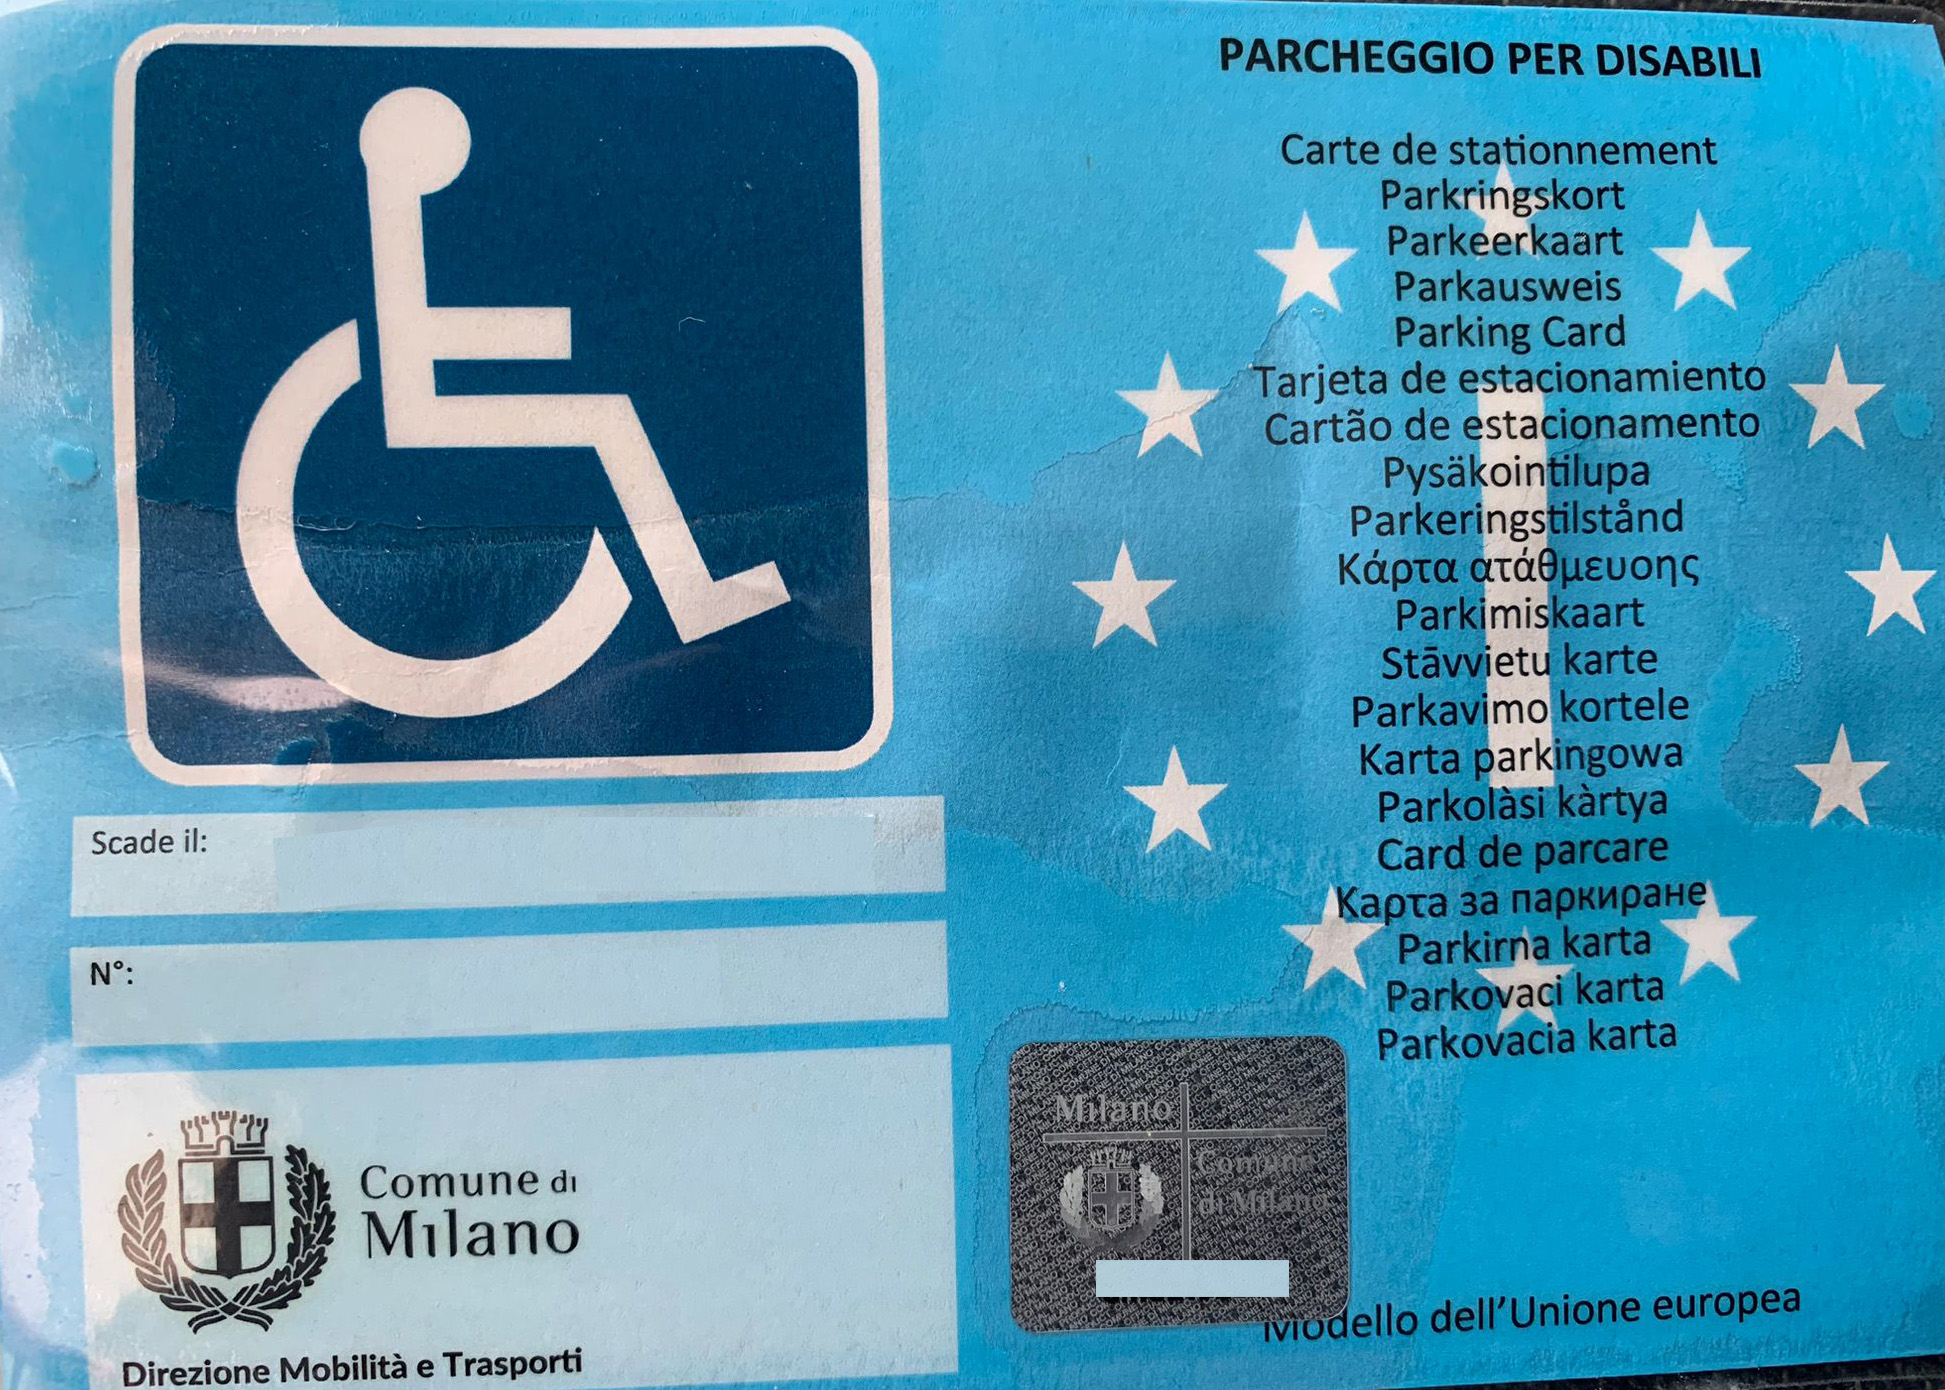 PARCHEGGIO PER DISABILI
Carte de stationnement
Parkringskort
Parkeerkaart
Parkausweis
Parking Card
Tarjeta de estacionamiento
Cartão de estacionamento
Pysäkointilupa
Parkeringstilstånd
Κάρτα ατάθμευοης
Parkimiskaart
Stāvvietu karte
Parkavimo kortele
Karta parkingowa
Parkolàsi kàrtya
Card de parcare
Карта за паркиране
Parkirna karta
Parkovaci karta
Parkovacia karta
I
Scade il:
N°:
Comune di
Milano
Direzione Mobilità e Trasporti
Milano
Comune
di Milano
Modello dell'Unione europea